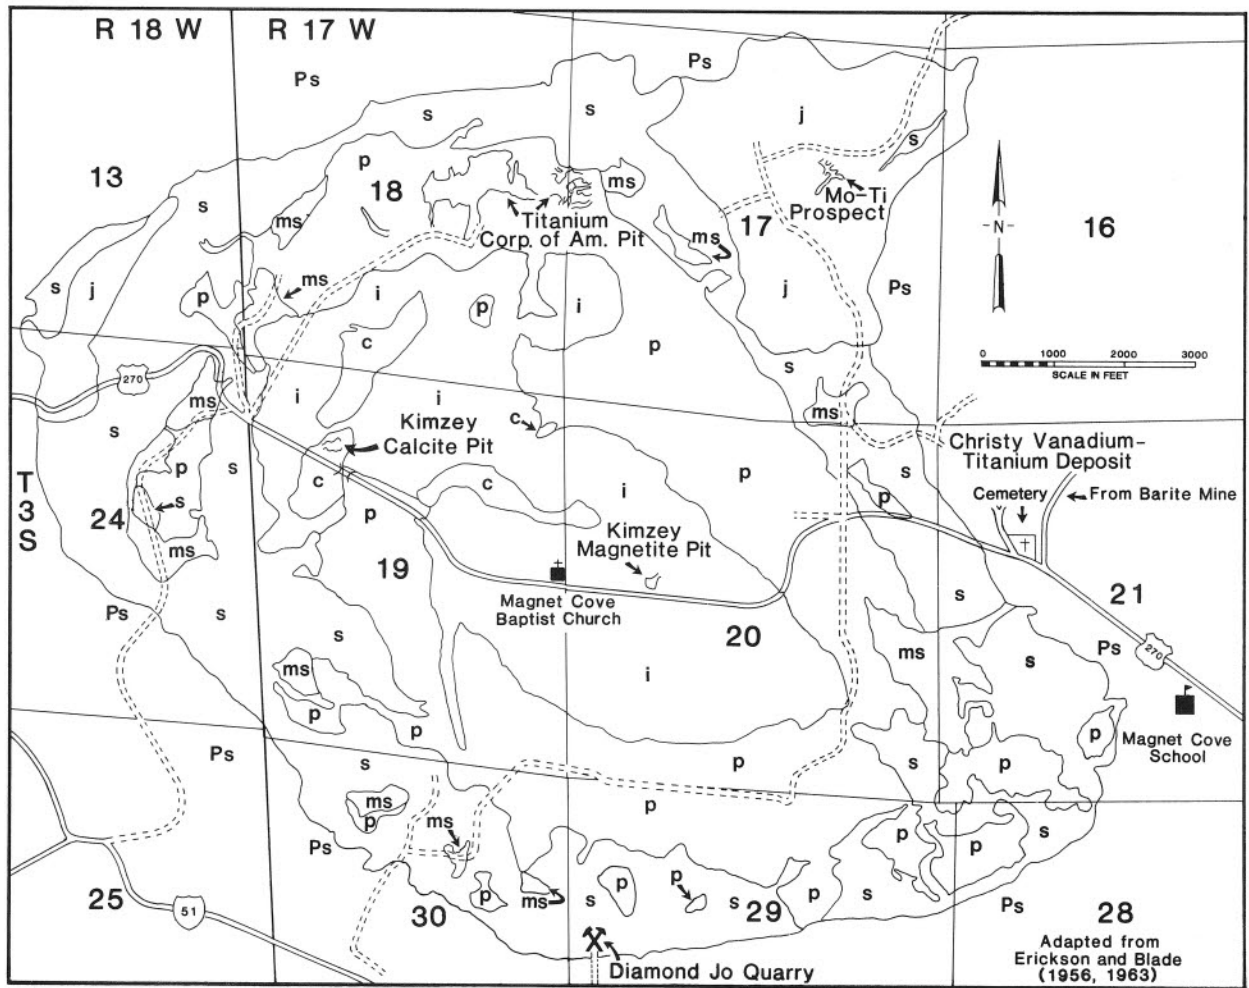 R 18 W
R 17 W
Ps
Ps
s
s
j
s
p
13
18
ms
Mo-Ti
Prospect
s
ms
Titanium
Corp. of Am. Pit
ms
17
-N-
16
s
j
p
ms
i
p
i
j
Ps
c
p
0 1000 2000 3000
SCALE IN FEET
270
s
ms
i
i
ms
s
Kimzey
Calcite Pit
c
Christy Vanadium-
Titanium Deposit
T
3
S
p
s
c
c
i
p
s
p
Cemetery
From Barite Mine
24
s
p
Kimzey
Magnetite Pit
ms
19
Magnet Cove
Baptist Church
s
21
Ps
s
s
20
ms
s
Ps
270
ms
i
p
p
Ps
s
p
s
p
p
Magnet Cove
School
ms
p
ms
p
Ps
p
p
s
25
51
30
p
ms
s
p
p
s
29
p
s
Ps
28
Adapted from
Erickson and Blade
(1956, 1963)
Diamond Jo Quarry